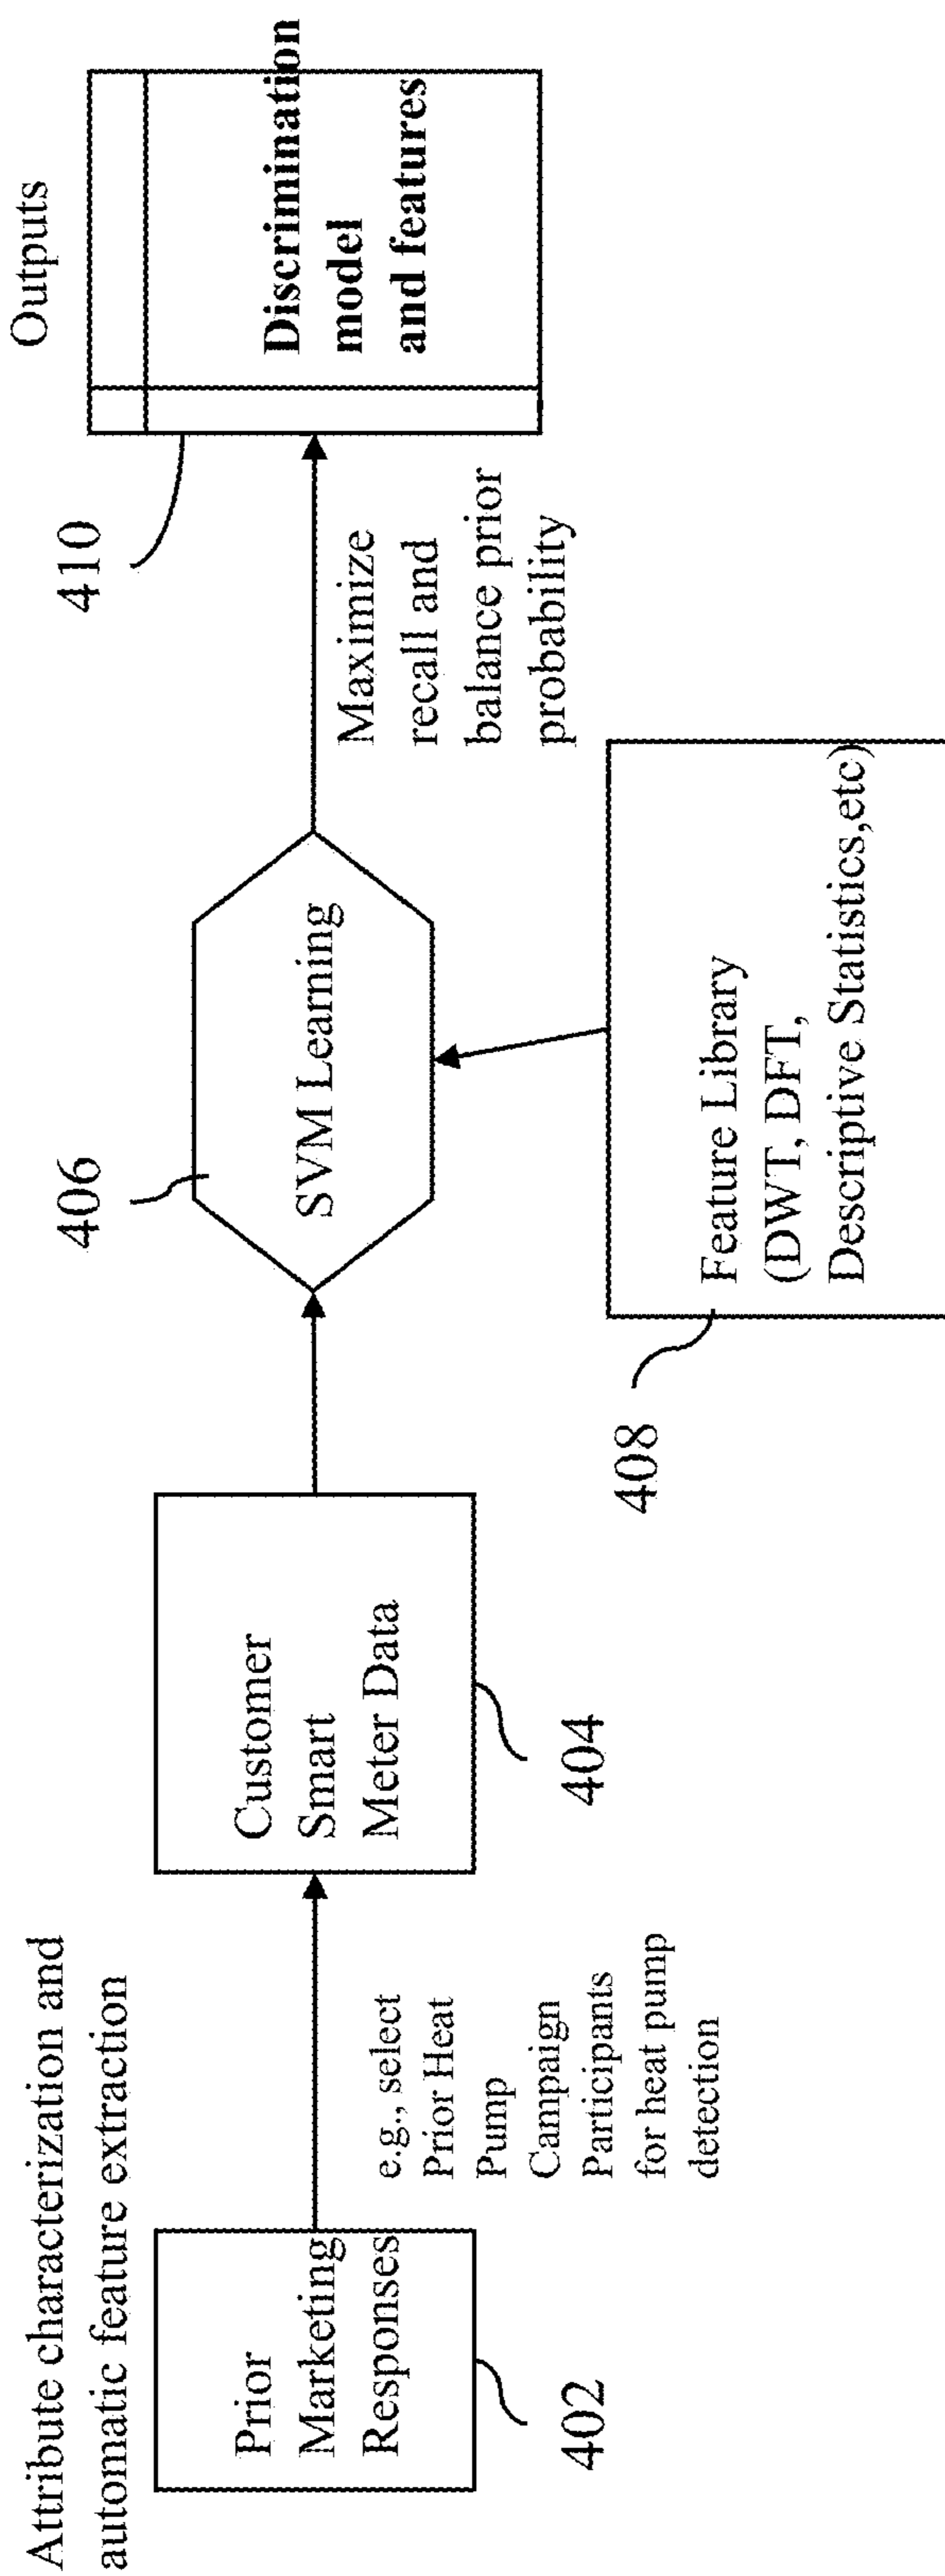 Attribute characterization and
automatic feature extraction
Prior
Marketing
Responses
402
e.g., select
Prior Heat
Pump
Campaign
Participants
for heat pump
detection
Customer
Smart
Meter Data
404
SVM Learning
406
Feature Library
(DWT, DFT,
Descriptive Statistics,etc)
408
Maximize
recall and
balance prior
probability
Outputs
Discrimination
model
and features
410